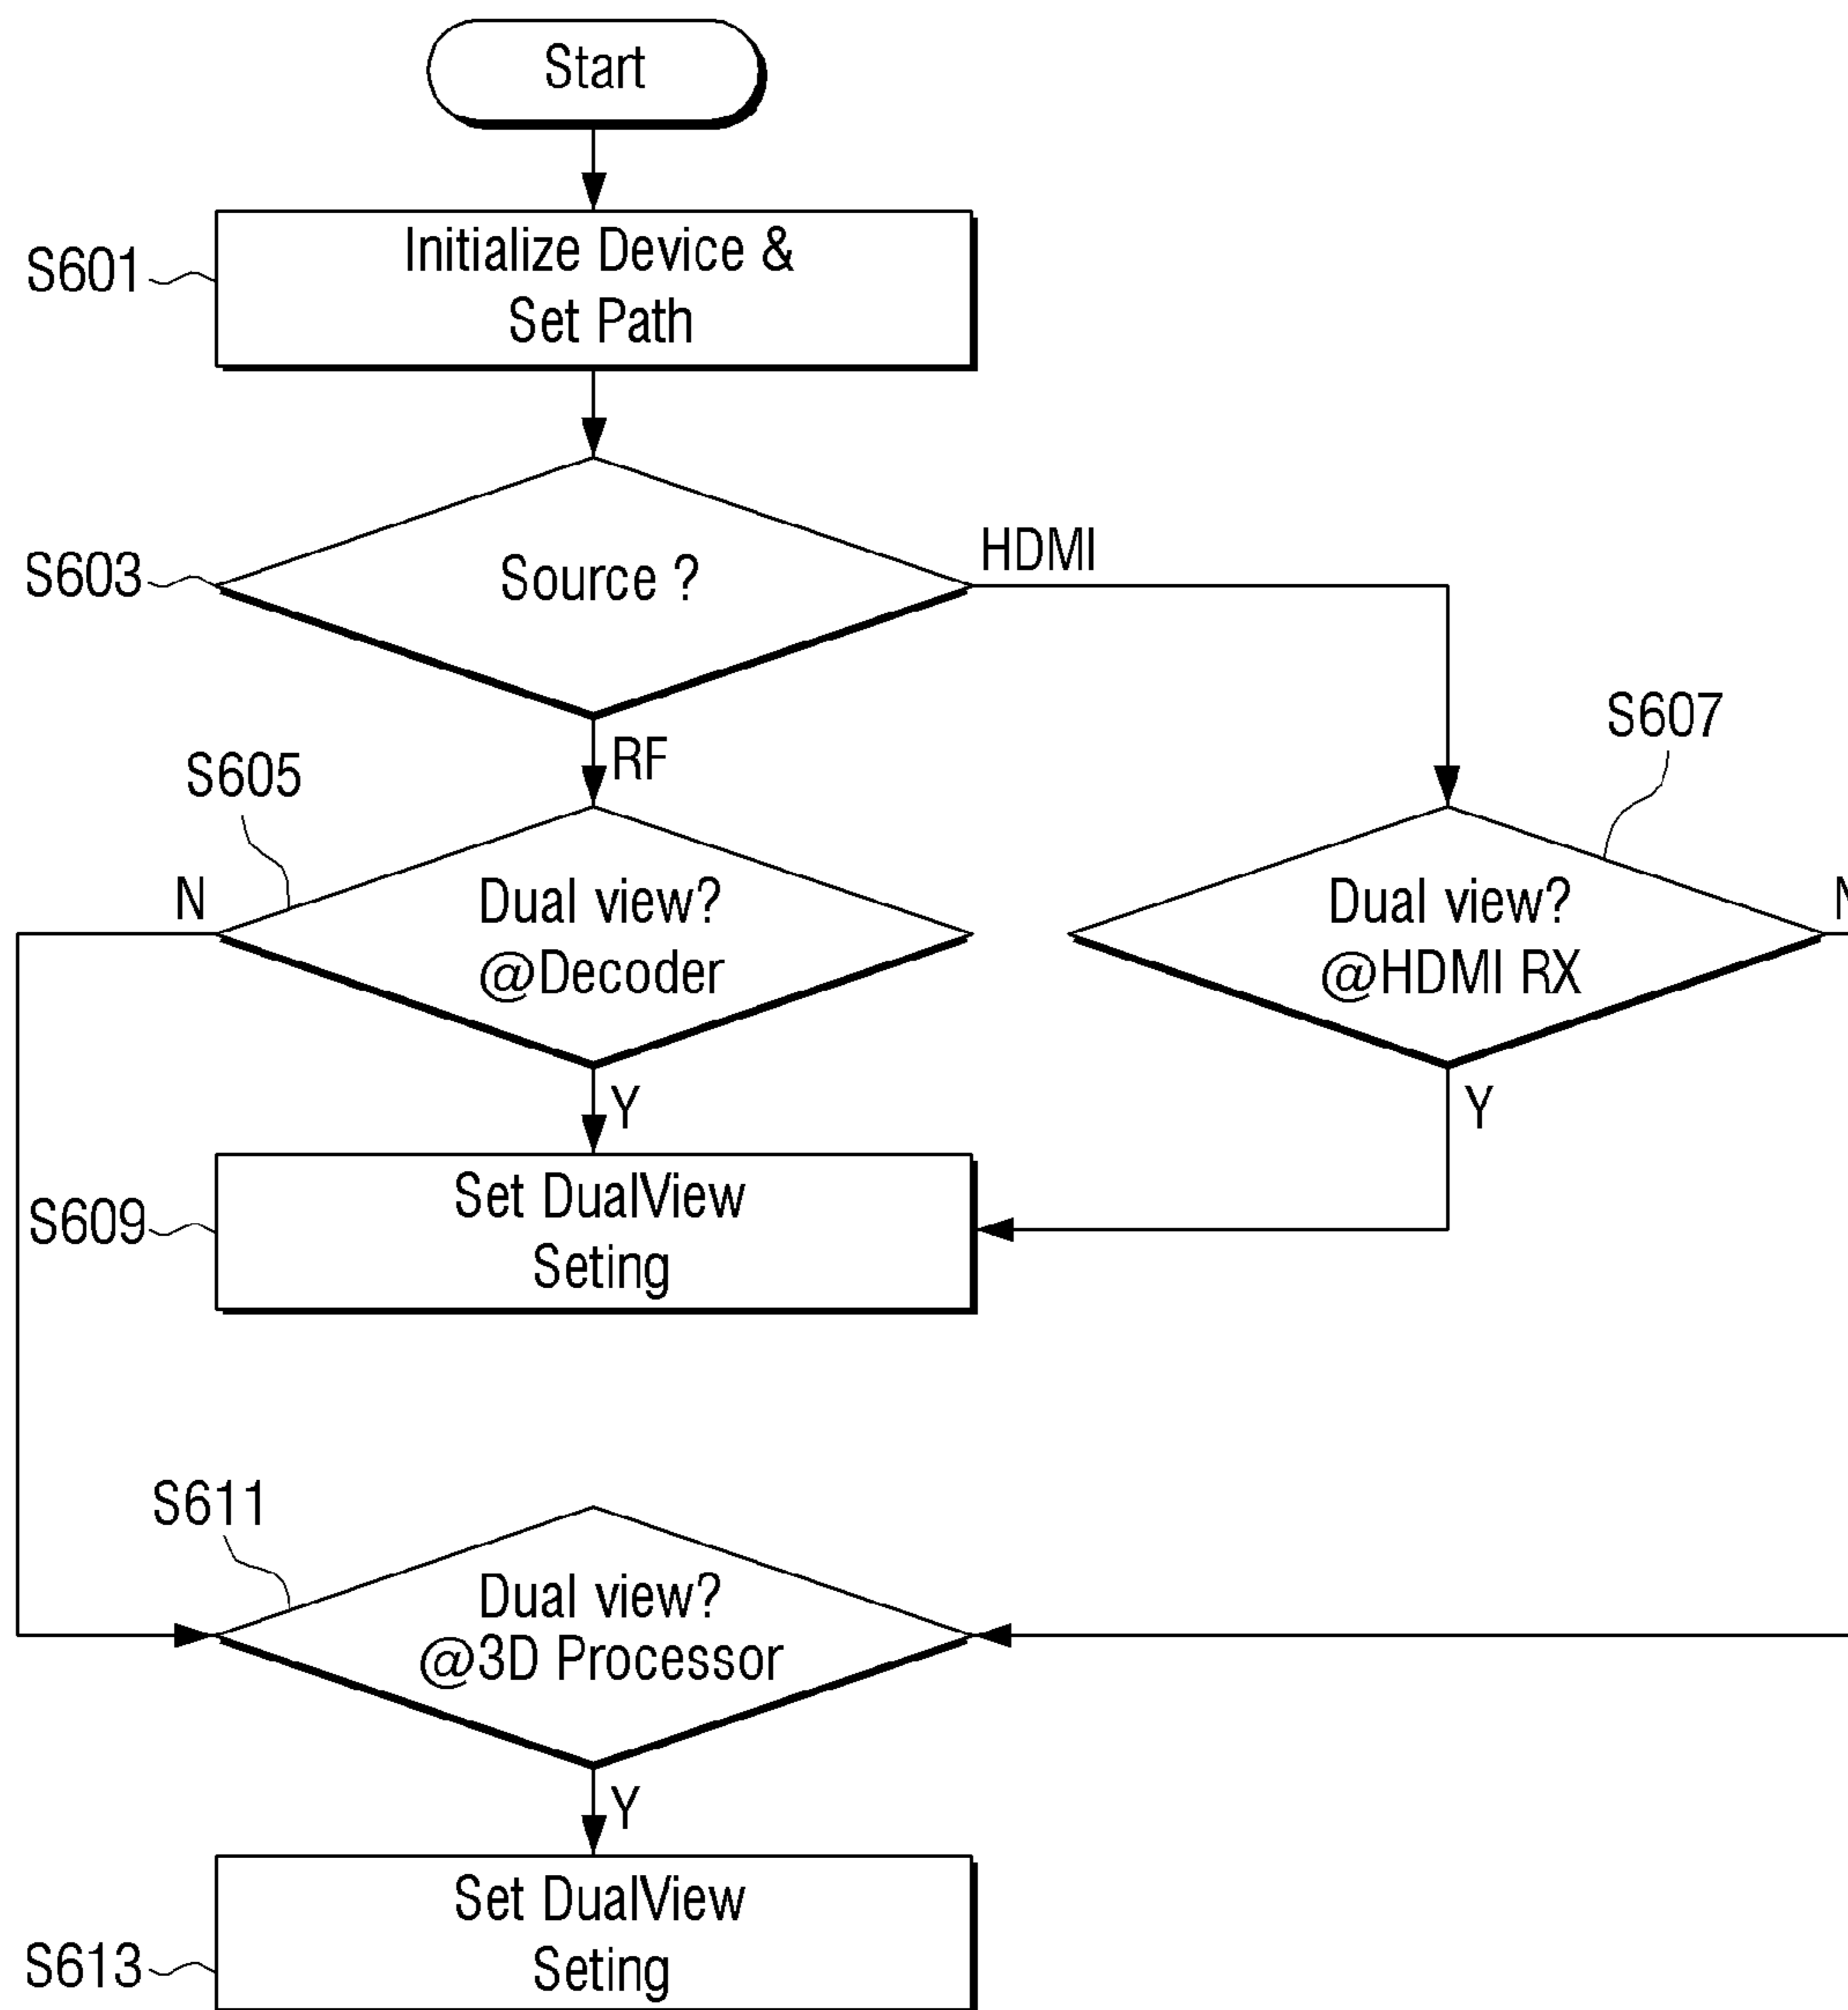 Start
S601
Initialize Device &
Set Path
S603
Source ?
HDMI
RF
S605
S607
N
Dual view?
@Decoder
Dual view?
@HDMI RX
N
Y
Y
S609
Set DualView
Seting
S611
Dual view?
@3D Processor
Y
S613
Set DualView
Seting